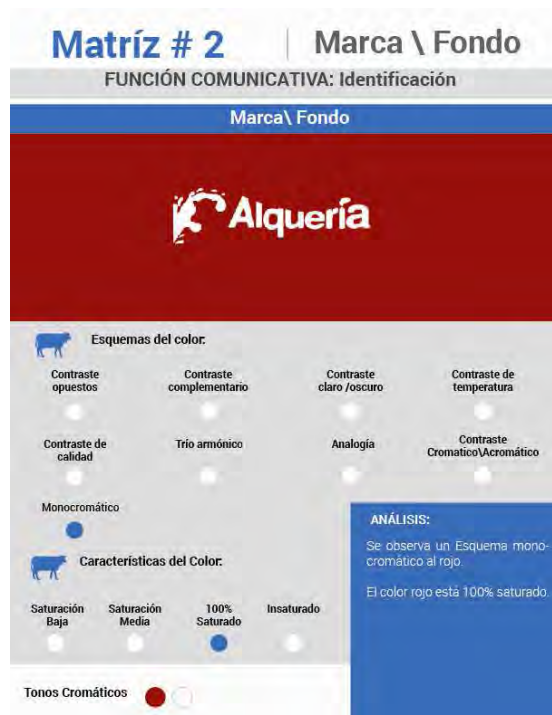 Matríz # 2 | Marca \ Fondo
FUNCIÓN COMUNICATIVA: Identificación
Marca\ Fondo
Alquería
Esquemas del color:
Contraste opuestos
Contraste complementario
Contraste claro /oscuro
Contraste de temperatura
Contraste de calidad
Trío armónico
Analogía
Contraste Cromatico\Acromático
Monocromático
Características del Color:
Saturación Baja
Saturación Media
100% Saturado
Insaturado
Tonos Cromáticos
ANÁLISIS:
Se observa un Esquema mono-
cromático al rojo.
El color rojo está 100% saturado.